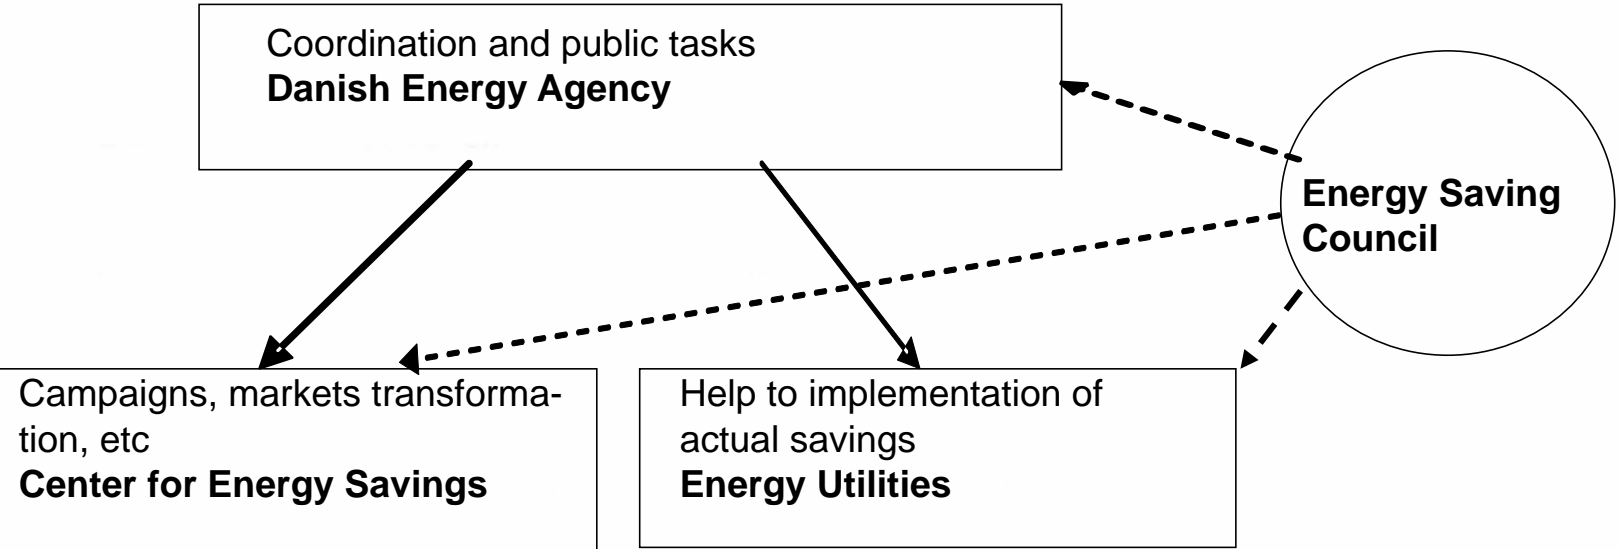 Coordination and public tasks
Danish Energy Agency
Energy Saving
Council
Campaigns, markets transforma-
tion, etc
Center for Energy Savings
Help to implementation of
actual savings
Energy Utilities